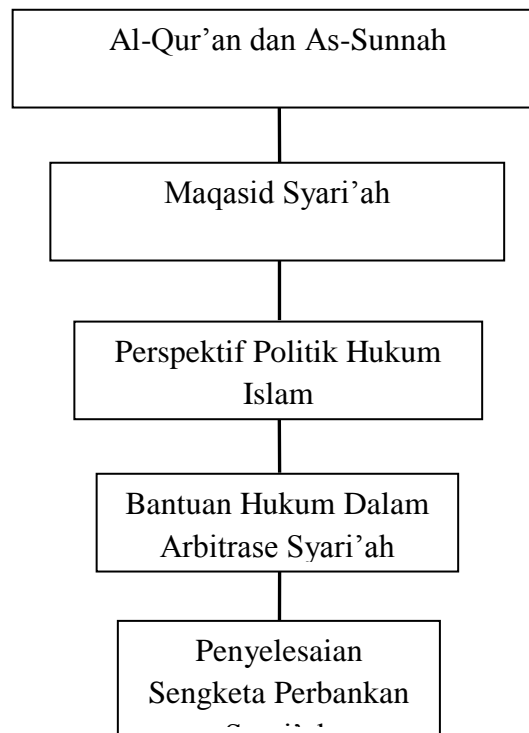 Al-Qur’an dan As-Sunnah
Maqasid Syari’ah
Perspektif Politik Hukum
Islam
Bantuan Hukum Dalam
Arbitrase Syari’ah
Penyelesaian
Sengketa Perbankan